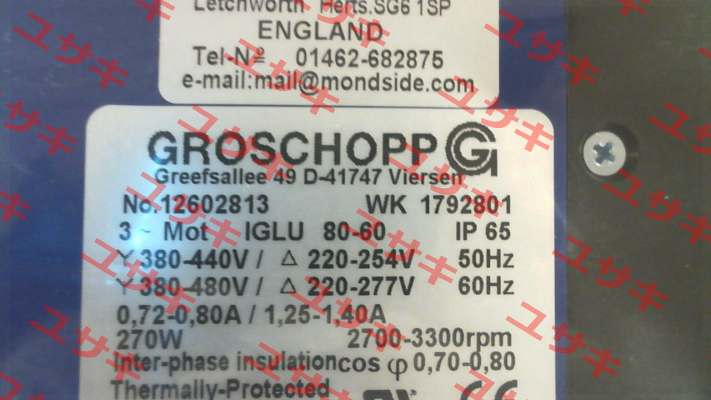 Letchworth Herts.SG6 1SP
ENGLAND
Tel-Nº 01462-682875
e-mail:mail@mondside.com
GROSCHOPP G
Greefsallee 49 D-41747 Viersen
No.12602813 WK 1792801
3 ~ Mot IGLU 80-60 IP 65
Y 380-440V / Δ 220-254V 50Hz
Y 380-480V / Δ 220-277V 60Hz
0,72-0,80A / 1,25-1,40A
270W 2700-3300rpm
Inter-phase insulation cos φ 0,70-0,80
Thermally-Protected
ユサキ